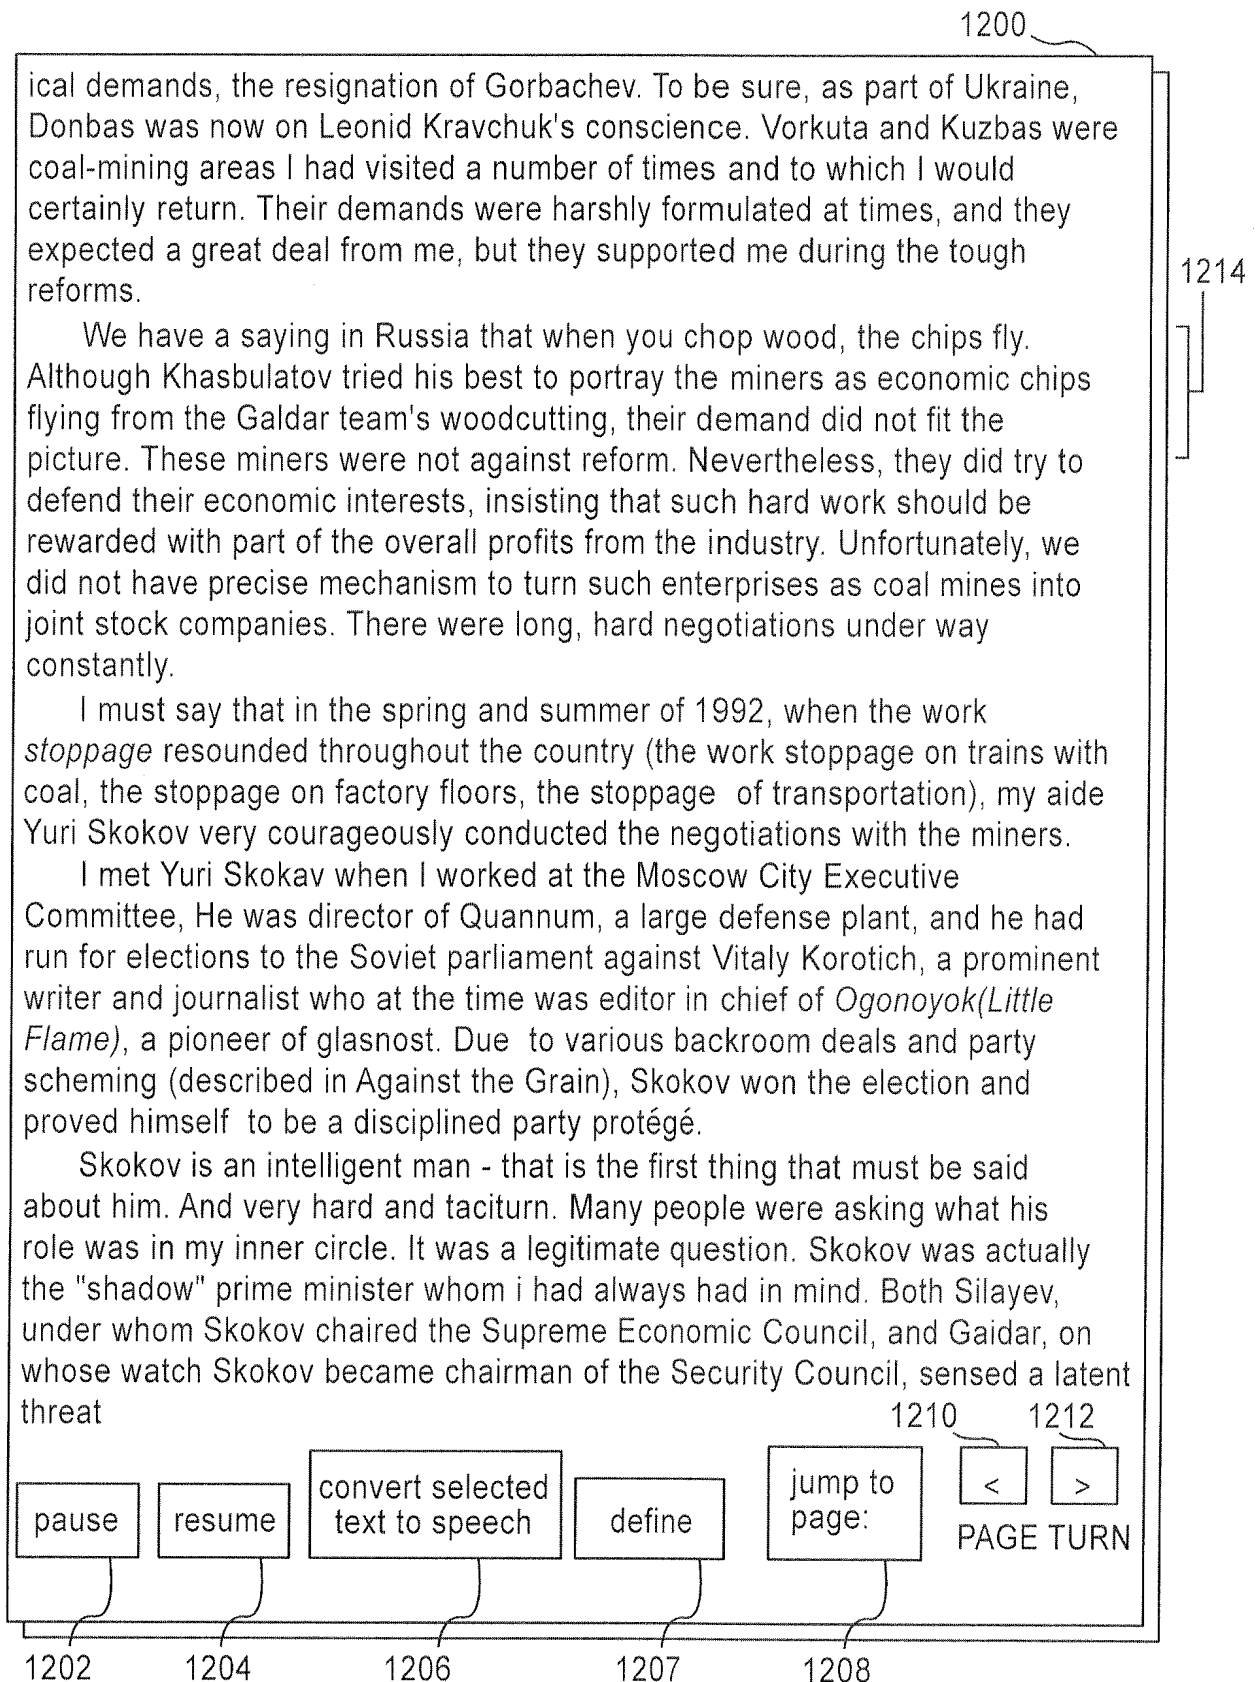 1200
ical demands, the resignation of Gorbachev. To be sure, as part of Ukraine,
Donbas was now on Leonid Kravchuk's conscience. Vorkuta and Kuzbas were
coal-mining areas I had visited a number of times and to which I would
certainly return. Their demands were harshly formulated at times, and they
expected a great deal from me, but they supported me during the tough
reforms.
1214
We have a saying in Russia that when you chop wood, the chips fly.
Although Khasbulatov tried his best to portray the miners as economic chips
flying from the Galdar team's woodcutting, their demand did not fit the
picture. These miners were not against reform. Nevertheless, they did try to
defend their economic interests, insisting that such hard work should be
rewarded with part of the overall profits from the industry. Unfortunately, we
did not have precise mechanism to turn such enterprises as coal mines into
joint stock companies. There were long, hard negotiations under way
constantly.
I must say that in the spring and summer of 1992, when the work
stoppage resounded throughout the country (the work stoppage on trains with
coal, the stoppage on factory floors, the stoppage of transportation), my aide
Yuri Skokov very courageously conducted the negotiations with the miners.
I met Yuri Skokav when I worked at the Moscow City Executive
Committee, He was director of Quannum, a large defense plant, and he had
run for elections to the Soviet parliament against Vitaly Korotich, a prominent
writer and journalist who at the time was editor in chief of Ogonoyok(Little
Flame), a pioneer of glasnost. Due to various backroom deals and party
scheming (described in Against the Grain), Skokov won the election and
proved himself to be a disciplined party protégé.
Skokov is an intelligent man - that is the first thing that must be said
about him. And very hard and taciturn. Many people were asking what his
role was in my inner circle. It was a legitimate question. Skokov was actually
the "shadow" prime minister whom i had always had in mind. Both Silayev,
under whom Skokov chaired the Supreme Economic Council, and Gaidar, on
whose watch Skokov became chairman of the Security Council, sensed a latent
threat
1210 1212
pause
resume
convert selected
text to speech
define
jump to
page:
< >
PAGE TURN
1202 1204 1206 1207 1208